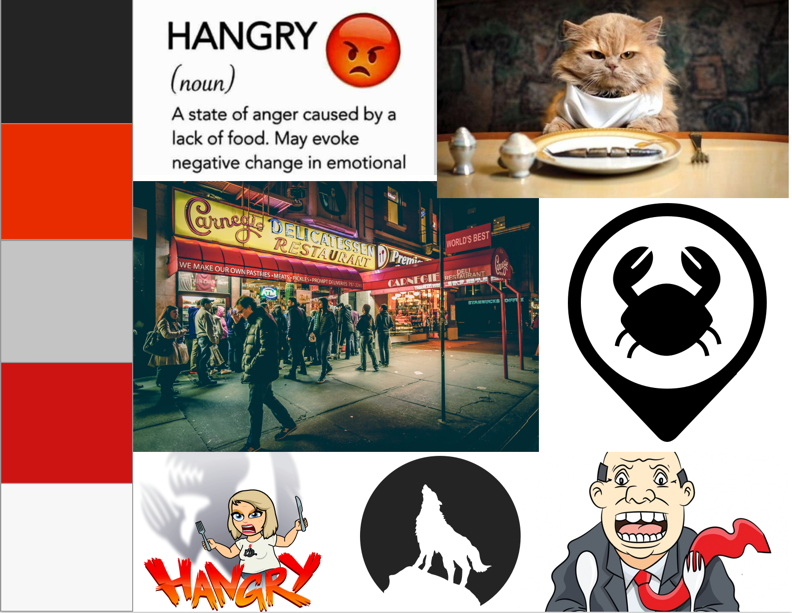 HANGRY
(noun)
A state of anger caused by a
lack of food. May evoke
negative change in emotional
Carnegie
DELICATESSEN
RESTAURANT
WORLD'S BEST
WE MAKE OUR OWN PASTRIES
CARNEGIE DELI
RESTAURANT
ATM
HANGRY